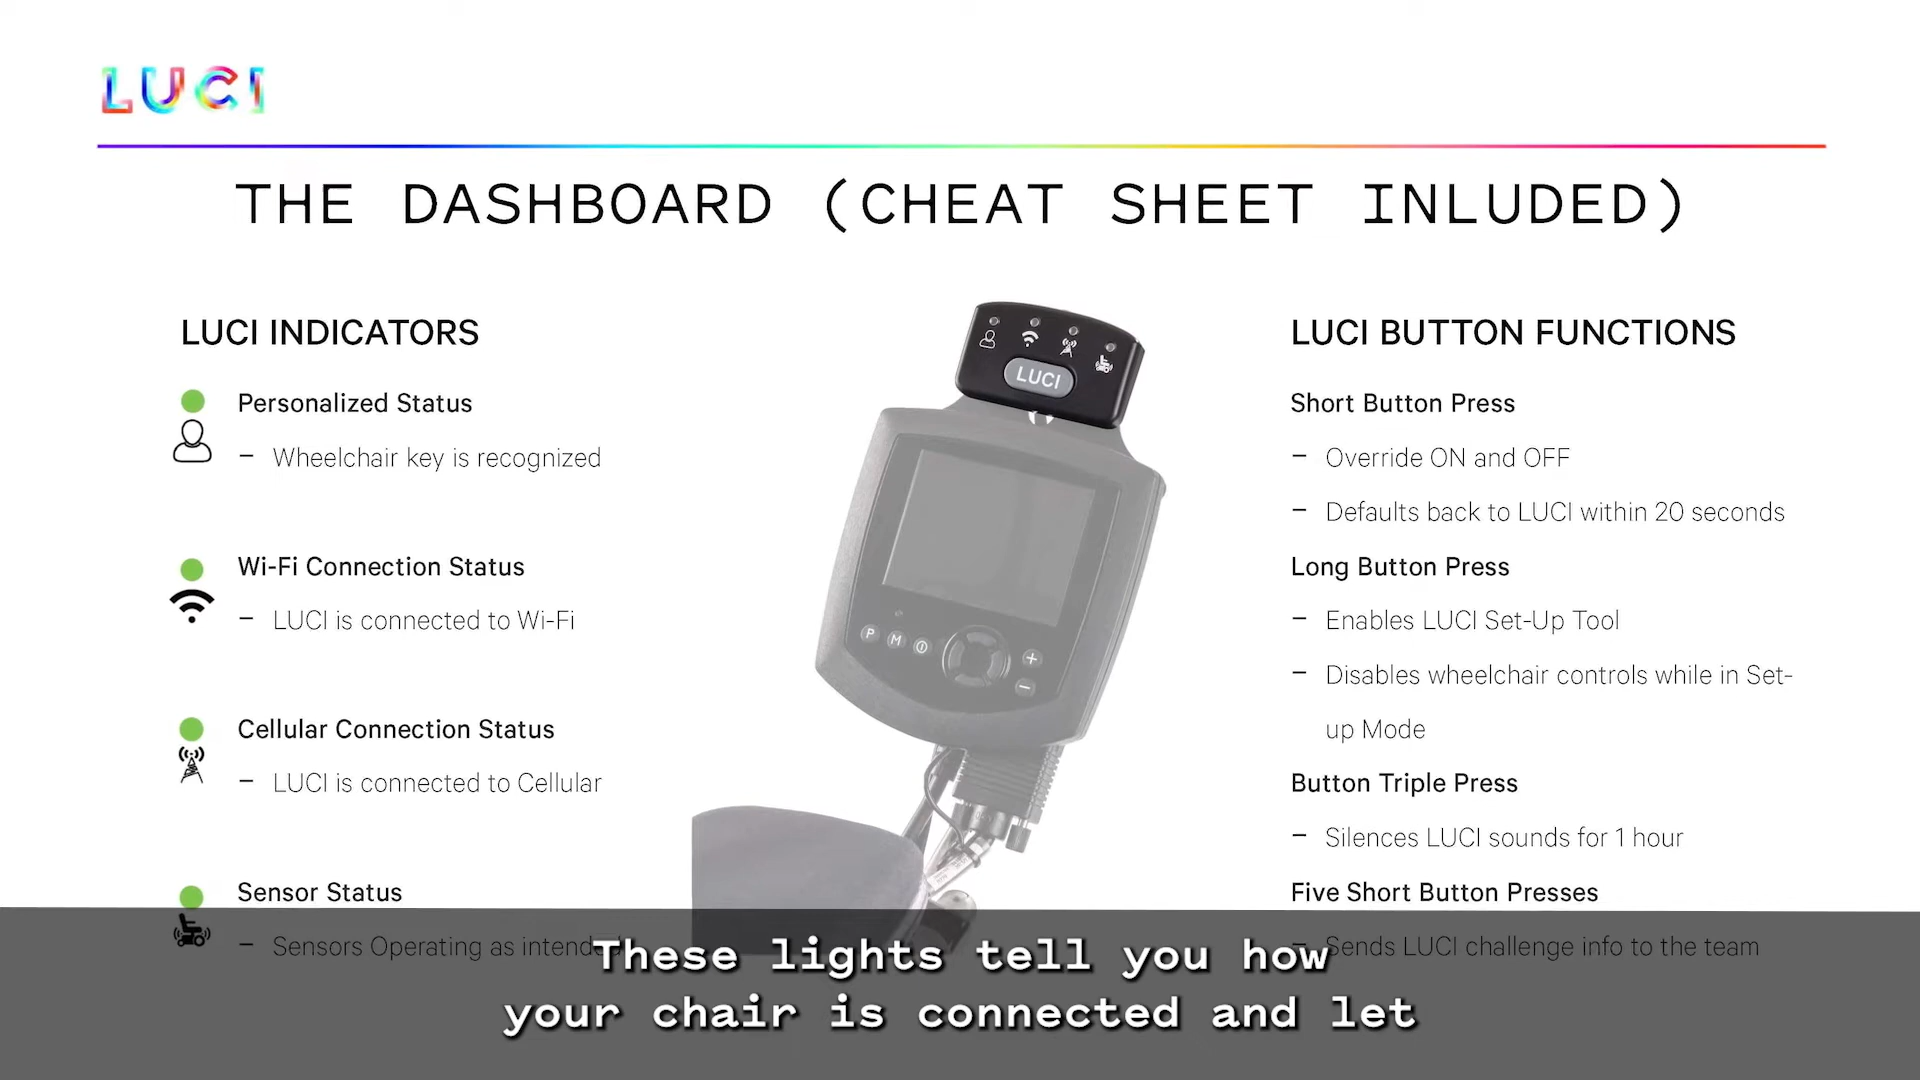 LUCI
THE DASHBOARD (CHEAT SHEET INLUDED)
LUCI INDICATORS
Personalized Status
– Wheelchair key is recognized
Wi-Fi Connection Status
– LUCI is connected to Wi-Fi
Cellular Connection Status
– LUCI is connected to Cellular
Sensor Status
– Sensors Operating as intended
LUCI
P M
+
–
LUCI BUTTON FUNCTIONS
Short Button Press
– Override ON and OFF
– Defaults back to LUCI within 20 seconds
Long Button Press
– Enables LUCI Set-Up Tool
– Disables wheelchair controls while in Set-
up Mode
Button Triple Press
– Silences LUCI sounds for 1 hour
Five Short Button Presses
– Sends LUCI challenge info to the team
These lights tell you how
your chair is connected and let